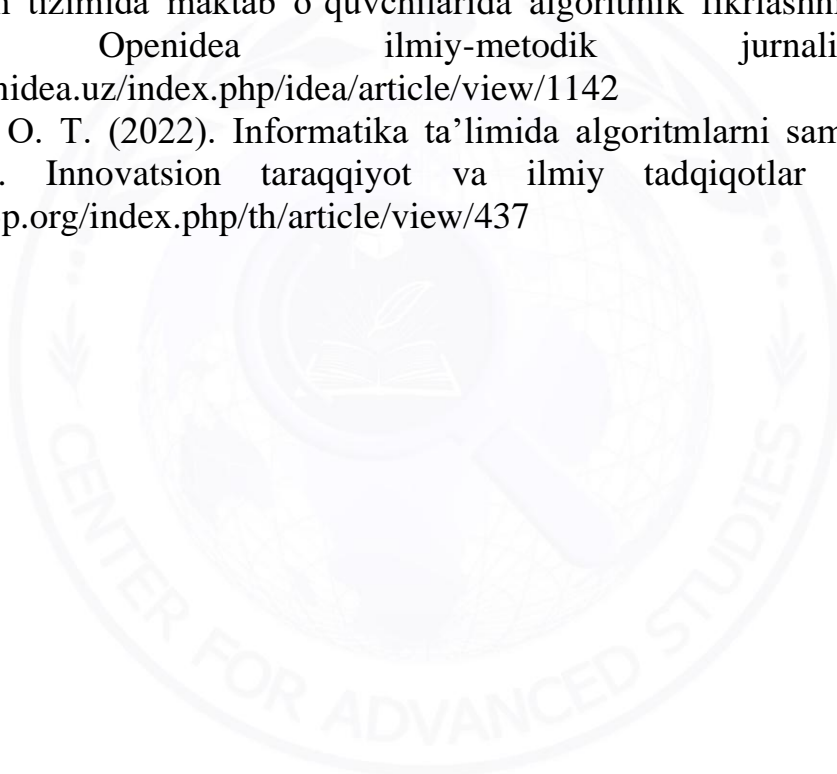 tizimida maktab o‘quvchilarida algoritmik fikrlashni
Openidea ilmiy-metodik jurnali
nidea.uz/index.php/idea/article/view/1142
O. T. (2022). Informatika ta’limida algoritmlarni sam
. Innovatsion taraqqiyot va ilmiy tadqiqotlar
p.org/index.php/th/article/view/437
CENTER FOR ADVANCED STUDIES